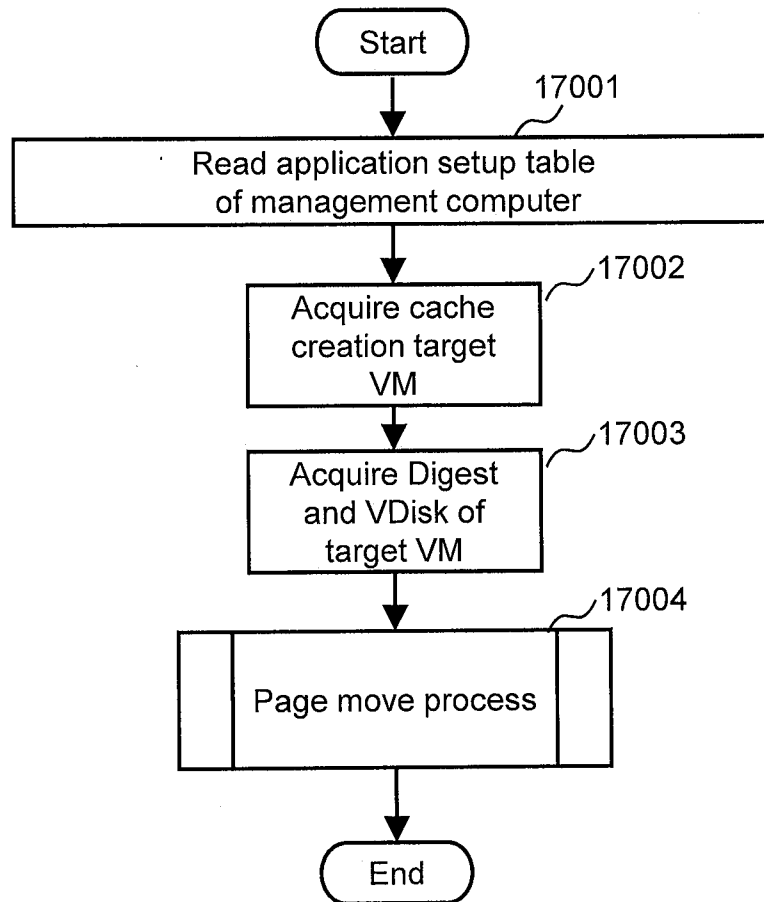 Start
17001
Read application setup table
of management computer
17002
Acquire cache
creation target
VM
17003
Acquire Digest
and VDisk of
target VM
17004
Page move process
End